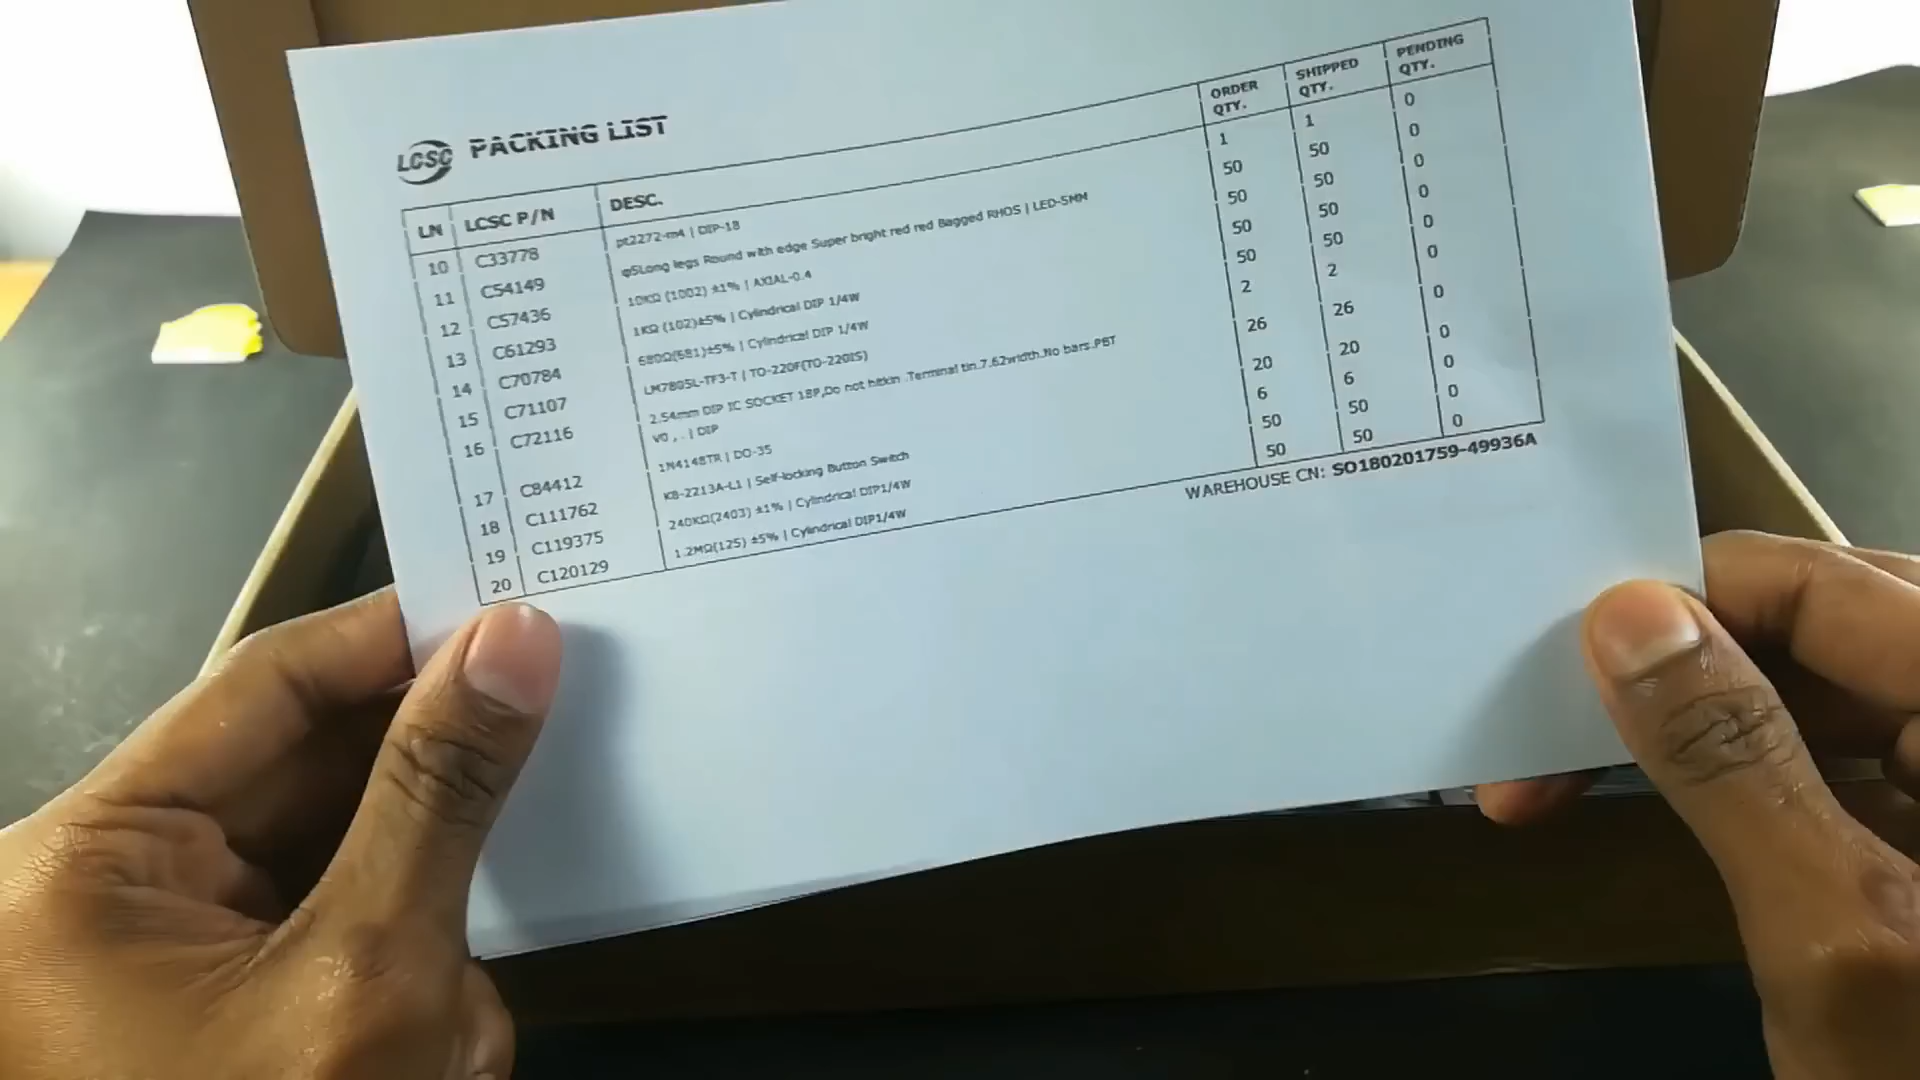 LCSC PACKING LIST
LN LCSC P/N DESC. ORDER QTY. SHIPPED QTY. PENDING QTY.
10 C33778 pt2272-m4 | DIP-18 1 1 0
11 C54149 φ5Long legs Round with edge Super bright red red Bagged RHOS | LED-5MM 50 50 0
12 C57436 10KΩ (1002) ±1% | AXIAL-0.4 50 50 0
13 C61293 1KΩ (102)±5% | Cylindrical DIP 1/4W 50 50 0
14 C70784 680Ω(681)±5% | Cylindrical DIP 1/4W 50 50 0
15 C71107 LM7805L-TF3-T | TO-220F(TO-220IS) 2 2 0
16 C72116 2.54mm DIP IC SOCKET 18P,Do not hitkin .Terminal tin.7.62width.No bars.PBT 26 26 0
V0 , . | DIP
17 C84412 1N4148TR | DO-35 20 20 0
18 C111762 K8-2213A-L1 | Self-locking Button Switch 6 6 0
19 C119375 240KΩ(2403) ±1% | Cylindrical DIP1/4W 50 50 0
20 C120129 1.2MΩ(125) ±5% | Cylindrical DIP1/4W 50 50 0
WAREHOUSE CN: SO180201759-49936A